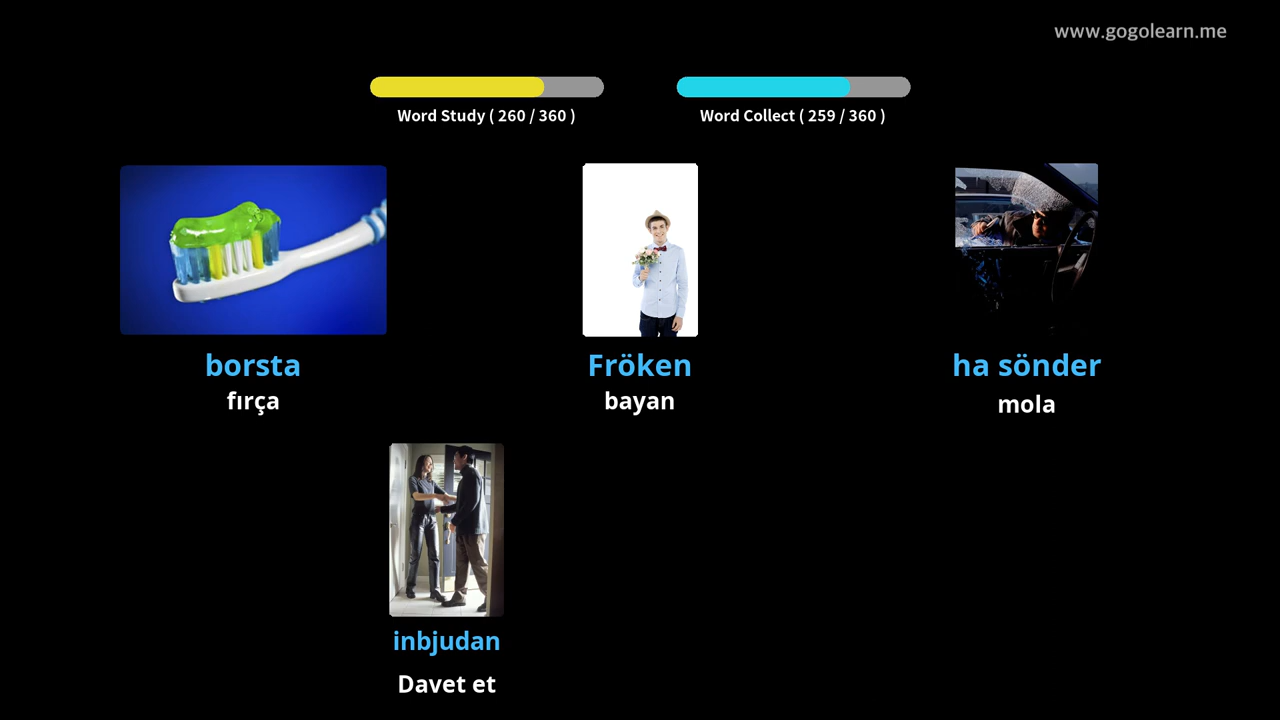 www.gogolearn.me
Word Study ( 260 / 360 )
Word Collect ( 259 / 360 )
borsta
fırça
Fröken
bayan
ha sönder
mola
inbjudan
Davet et